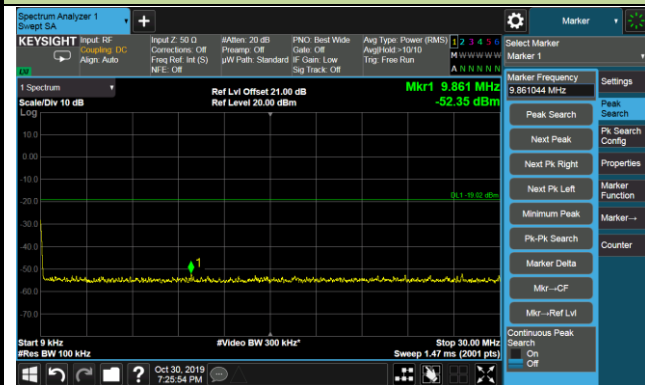 Spectrum Analyzer 1
Swept SA
Marker
KEYSIGHT
Input: RF
Coupling: DC
Align: Auto
Input Z: 50 Ω
Corrections: Off
Freq Ref: Int (S)
NFE: Off
#Atten: 20 dB
Preamp: Off
µW Path: Standard
PNO: Best Wide
Gate: Off
IF Gain: Low
Sig Track: Off
Avg Type: Power (RMS)
Avg|Hold:>10/10
Trig: Free Run
1 2 3 4 5 6
M W W W W W
A N N N N N
Select Marker
Marker 1
1 Spectrum
Scale/Div 10 dB
Log
Ref Lvl Offset 21.00 dB
Ref Level 20.00 dBm
Mkr1 9.861 MHz
-52.35 dBm
10.0
0.00
-10.0
-20.0
-30.0
-40.0
-50.0
-60.0
-70.0
DL1 -19.02 dBm
1
Start 9 kHz
#Res BW 100 kHz
#Video BW 300 kHz*
Stop 30.00 MHz
Sweep 1.47 ms (2001 pts)
Marker Frequency
9.861044 MHz
Peak Search
Next Peak
Next Pk Right
Next Pk Left
Minimum Peak
Pk-Pk Search
Marker Delta
Mkr→CF
Mkr→Ref Lvl
Continuous Peak
Search
On
Off
Settings
Peak
Search
Pk Search
Config
Properties
Marker
Function
Marker→
Counter
?
Oct 30, 2019
7:25:54 PM